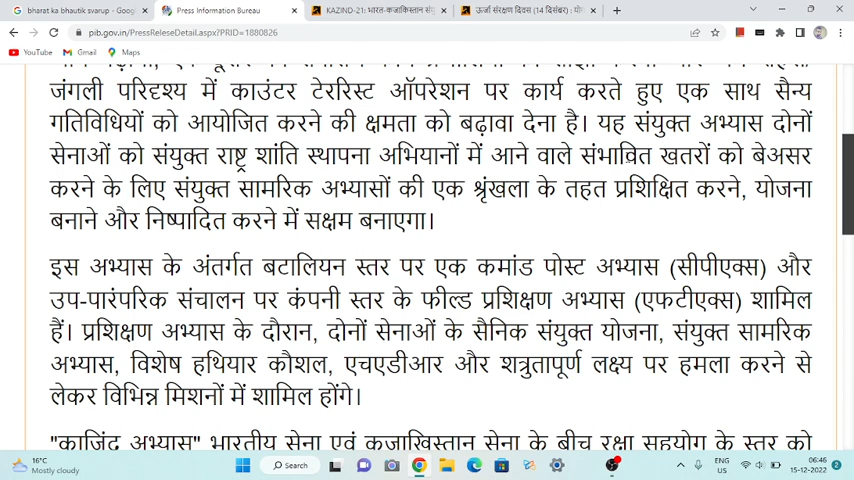 bharat ka bhautik svarup - Goog
Press Information Bureau
KAZIND-21: भारत-कजाकिस्तान संयु
ऊर्जा संरक्षण दिवस (14 दिसंबर) : यो
pib.gov.in/PressReleseDetail.aspx?PRID=1880826
YouTube
Gmail
Maps
जंगली परिदृश्य में काउंटर टेररिस्ट ऑपरेशन पर कार्य करते हुए एक साथ सैन्य
गतिविधियों को आयोजित करने की क्षमता को बढ़ावा देना है। यह संयुक्त अभ्यास दोनों
सेनाओं को संयुक्त राष्ट्र शांति स्थापना अभियानों में आने वाले संभावित खतरों को बेअसर
करने के लिए संयुक्त सामरिक अभ्यासों की एक श्रृंखला के तहत प्रशिक्षित करने, योजना
बनाने और निष्पादित करने में सक्षम बनाएगा।
इस अभ्यास के अंतर्गत बटालियन स्तर पर एक कमांड पोस्ट अभ्यास (सीपीएक्स) और
उप-पारंपरिक संचालन पर कंपनी स्तर के फील्ड प्रशिक्षण अभ्यास (एफटीएक्स) शामिल
हैं। प्रशिक्षण अभ्यास के दौरान, दोनों सेनाओं के सैनिक संयुक्त योजना, संयुक्त सामरिक
अभ्यास, विशेष हथियार कौशल, एचएडीआर और शत्रुतापूर्ण लक्ष्य पर हमला करने से
लेकर विभिन्न मिशनों में शामिल होंगे।
"काजिंद अभ्यास" भारतीय सेना एवं कजाखिस्तान सेना के बीच रक्षा सहयोग के स्तर को
16°C
Mostly cloudy
Search
ENG
US
06:46
15-12-2022
2